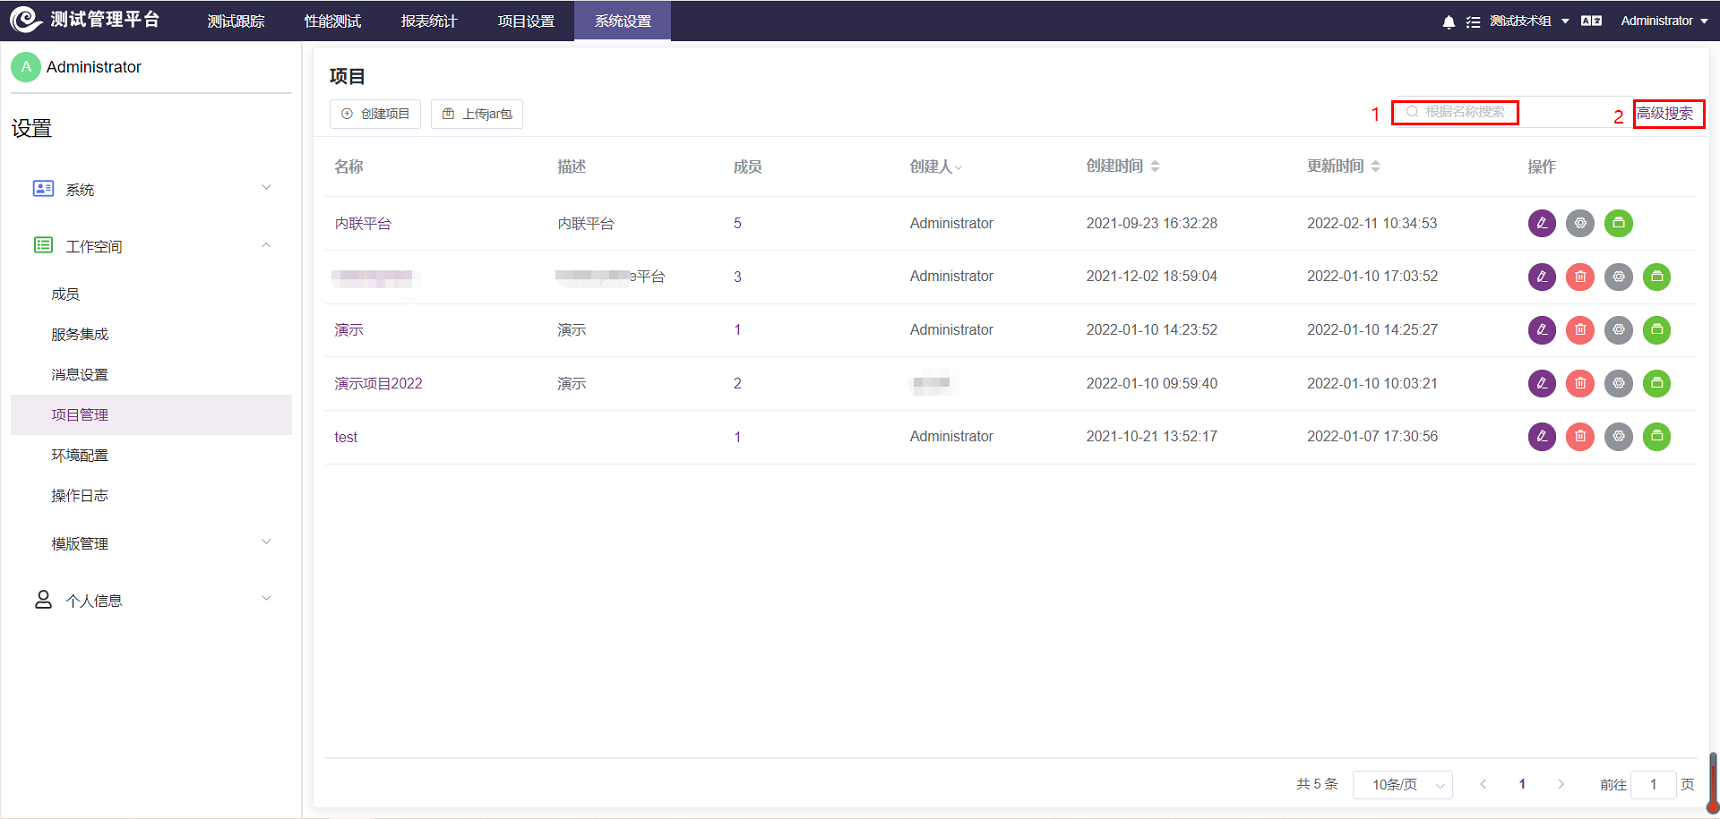 测试管理平台 测试跟踪 性能测试 报表统计 项目设置 系统设置 测试技术组 Administrator
A Administrator
设置
系统
工作空间
成员
服务集成
消息设置
项目管理
环境配置
操作日志
模版管理
个人信息
项目
创建项目 上传jar包 1 根据名称搜索 2 高级搜索
名称 描述 成员 创建人 创建时间 更新时间 操作
内联平台 内联平台 5 Administrator 2021-09-23 16:32:28 2022-02-11 10:34:53
平台 3 Administrator 2021-12-02 18:59:04 2022-01-10 17:03:52
演示 演示 1 Administrator 2022-01-10 14:23:52 2022-01-10 14:25:27
演示项目2022 演示 2 2022-01-10 09:59:40 2022-01-10 10:03:21
test 1 Administrator 2021-10-21 13:52:17 2022-01-07 17:30:56
共 5 条 10条/页 1 前往 1 页